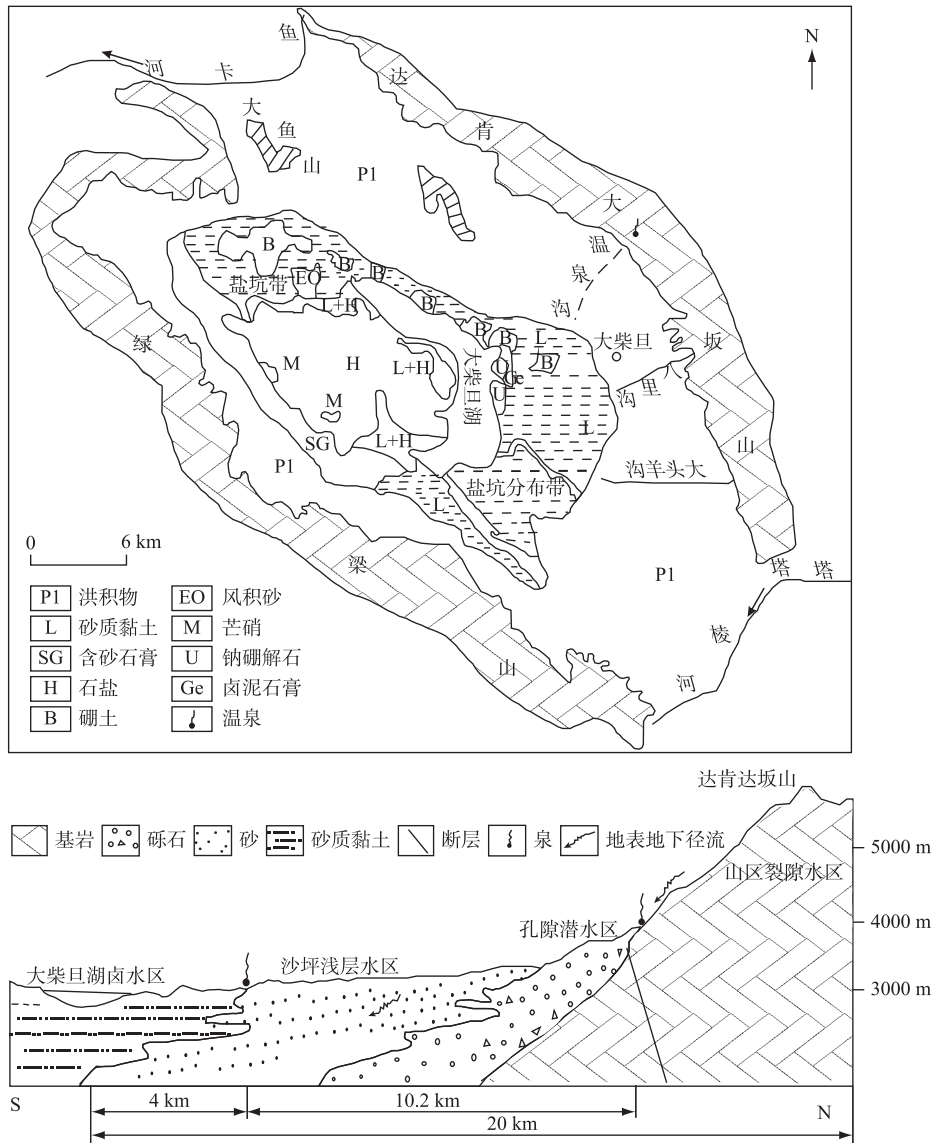 鱼
N
河 卡
达
大
鱼
山
肯
P1
大
温
泉
沟
B
盐坑带
EO
B
B
L+H
B
B
B
L
大柴旦
坂
绿
M
H
L+H
大柴旦湖
U
Ge
B
U
沟里
M
L
SG
L+H
P1
沟羊头大
山
盐坑分布带
L
0 6 km
梁
P1
塔 塔
棱
河
山
P1 洪积物 EO 风积砂
L 砂质黏土 M 芒硝
SG 含砂石膏 U 钠硼解石
H 石盐 Ge 卤泥石膏
B 硼土 温泉
达肯达坂山
基岩 砾石 砂 砂质黏土 断层 泉 地表地下径流
5000 m
山区裂隙水区
4000 m
孔隙潜水区
沙坪浅层水区
大柴旦湖卤水区
3000 m
S 4 km 10.2 km N
20 km